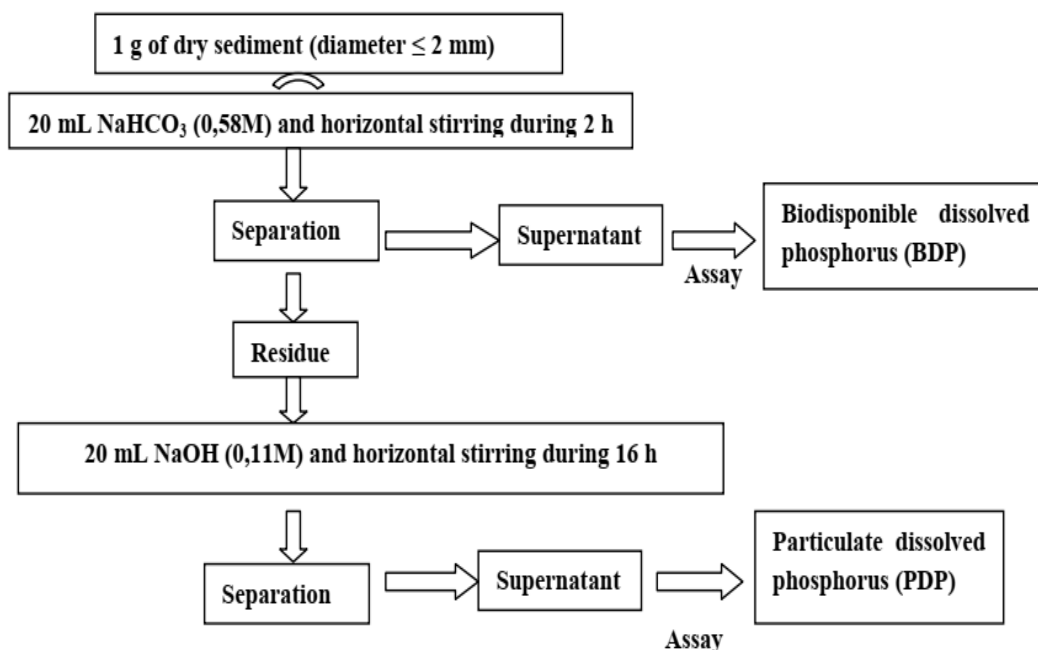 1 g of dry sediment (diameter ≤ 2 mm)
20 mL NaHCO₃ (0,58M) and horizontal stirring during 2 h
Separation
Supernatant
Assay
Biodisponible dissolved
phosphorus (BDP)
Residue
20 mL NaOH (0,11M) and horizontal stirring during 16 h
Separation
Supernatant
Assay
Particulate dissolved
phosphorus (PDP)